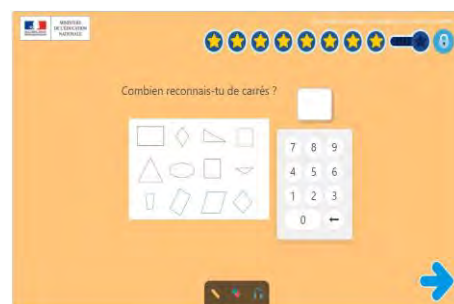 MINISTÈRE
DE L'ÉDUCATION
NATIONALE
Combien reconnais-tu de carrés ?
7 8 9
4 5 6
1 2 3
0 ←